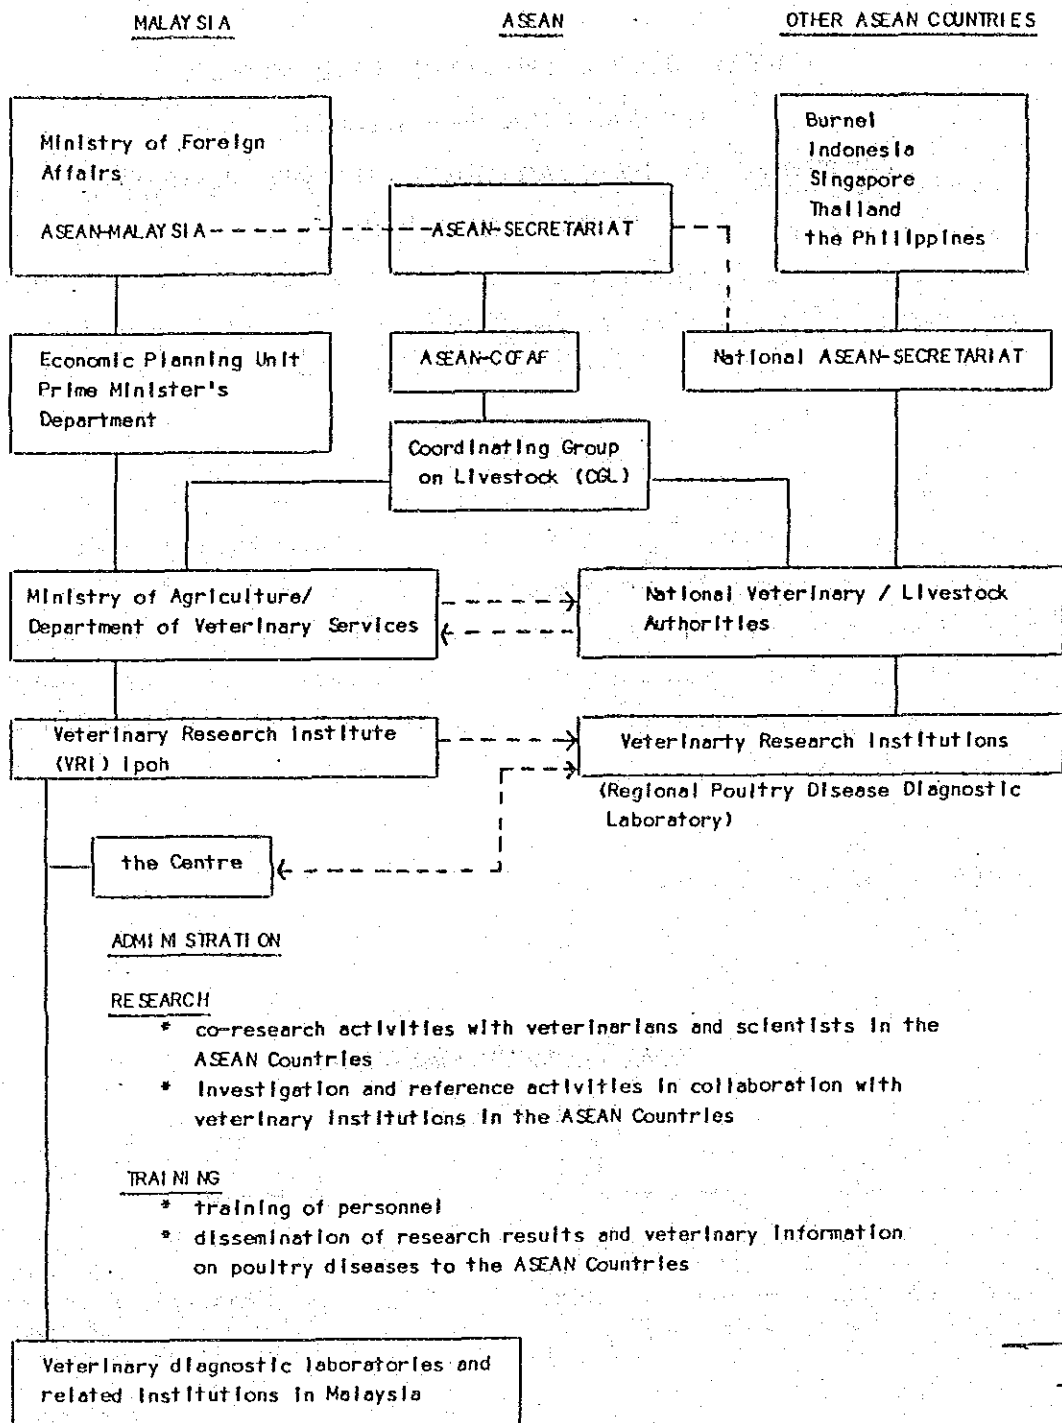 MALAYSIA
ASEAN
OTHER ASEAN COUNTRIES
Ministry of Foreign
Affairs
ASEAN-MALAYSIA
ASEAN-SECRETARIAT
Burnei
Indonesia
Singapore
Thailand
the Philippines
Economic Planning Unit
Prime Minister's
Department
ASEAN-COFAF
National ASEAN-SECRETARIAT
Coordinating Group
on Livestock (CGL)
Ministry of Agriculture/
Department of Veterinary Services
National Veterinary / Livestock
Authorities
Veterinary Research Institute
(VRI) Ipoh
Veterinarty Research Institutions
(Regional Poultry Disease Diagnostic
Laboratory)
the Centre
ADMINISTRATION
RESEARCH
* co-research activities with veterinarians and scientists in the
ASEAN Countries
* investigation and reference activities in collaboration with
veterinary institutions in the ASEAN Countries
TRAINING
* training of personnel
* dissemination of research results and veterinary information
on poultry diseases to the ASEAN Countries
Veterinary diagnostic laboratories and
related institutions in Malaysia